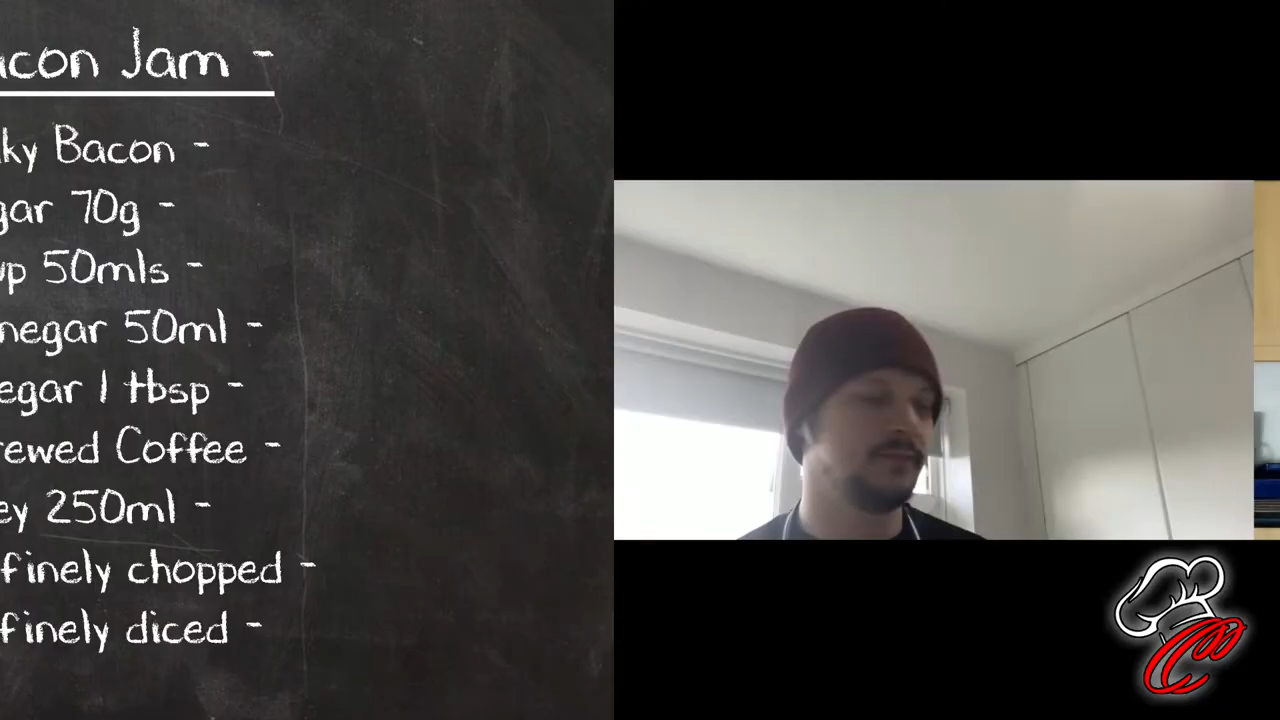 acon Jam -
ky Bacon -
gar 70g -
up 50mls -
negar 50ml -
egar 1 tbsp -
rewed Coffee -
ey 250ml -
finely chopped -
finely diced -